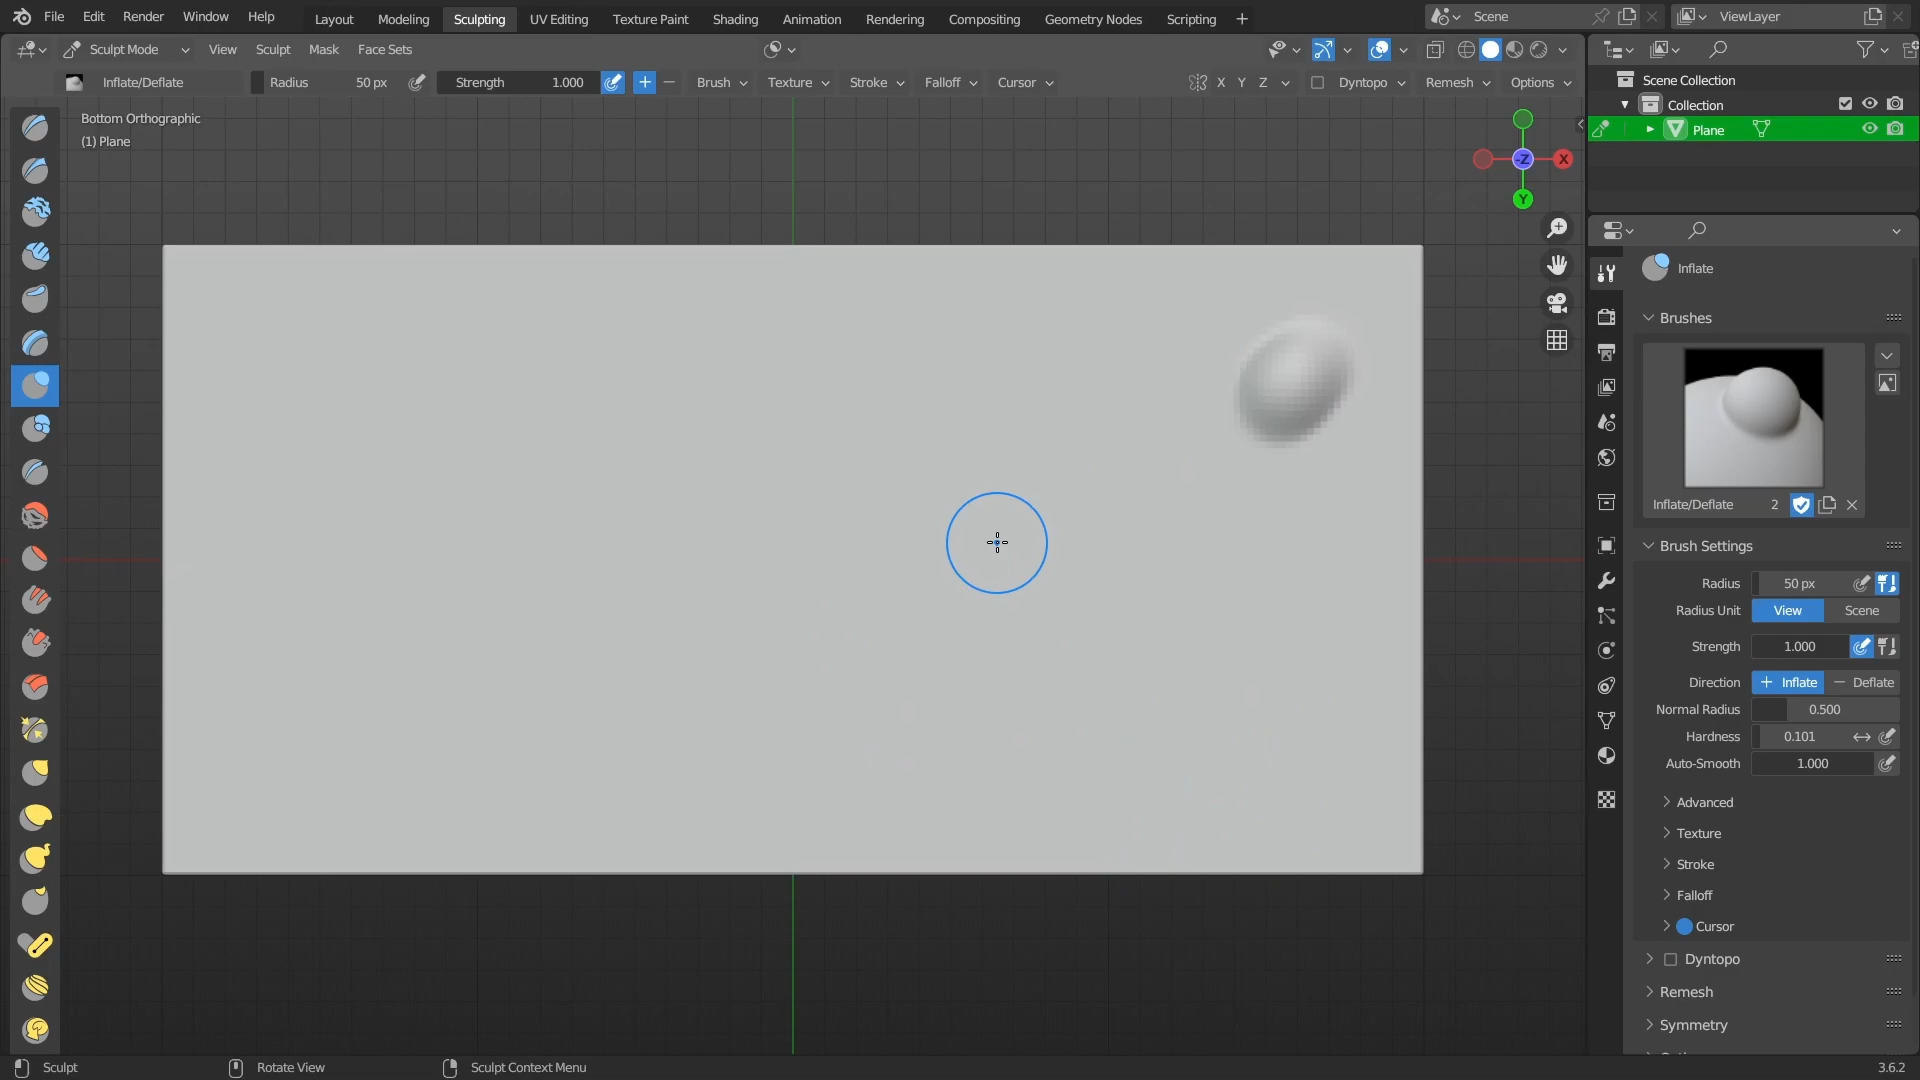 File Edit Render Window Help Layout Modeling Sculpting UV Editing Texture Paint Shading Animation Rendering Compositing Geometry Nodes Scripting + Scene ViewLayer
Sculpt Mode View Sculpt Mask Face Sets
Inflate/Deflate Radius 50 px Strength 1.000 + − Brush Texture Stroke Falloff Cursor X Y Z Dyntopo Remesh Options
Bottom Orthographic
(1) Plane
-Z X
Y
Scene Collection
Collection
Plane
Inflate
Brushes
Inflate/Deflate 2
Brush Settings
Radius 50 px
Radius Unit View Scene
Strength 1.000
Direction + Inflate − Deflate
Normal Radius 0.500
Hardness 0.101
Auto-Smooth 1.000
Advanced
Texture
Stroke
Falloff
Cursor
Dyntopo
Remesh
Symmetry
Sculpt Rotate View Sculpt Context Menu 3.6.2